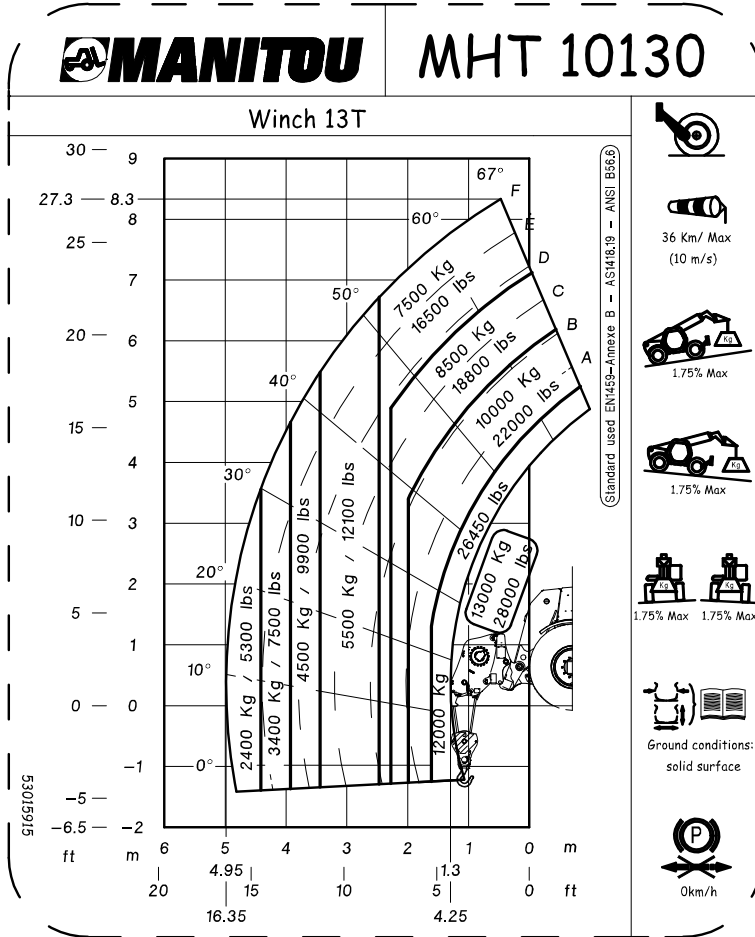 MANITOU
MHT 10130
Winch 13T
30
9
67°
F
27.3
8.3
60°
8
E
25
D
7
50°
7500 Kg
16500 lbs
C
20
6
8500 Kg
18800 lbs
B
A
40°
5
10000 Kg
22000 lbs
15
4
30°
26450 lbs
10
3
13000 Kg
28000 lbs
20°
2
5
1
10°
2400 Kg / 5300 lbs
3400 Kg / 7500 lbs
4500 Kg / 9900 lbs
5500 Kg / 12100 lbs
12000 Kg
0
0
0°
-1
-5
-6.5
-2
ft
m
6
5
4
3
2
1
0
m
4.95
1.3
20
15
10
5
0
ft
16.35
4.25
53015915
Standard used EN1459-Annexe B - AS1418.19 - ANSI B56.6
36 Km/ Max
(10 m/s)
Kg
1.75% Max
Kg
1.75% Max
Kg
Kg
1.75% Max
1.75% Max
Ground conditions:
solid surface
P
0km/h